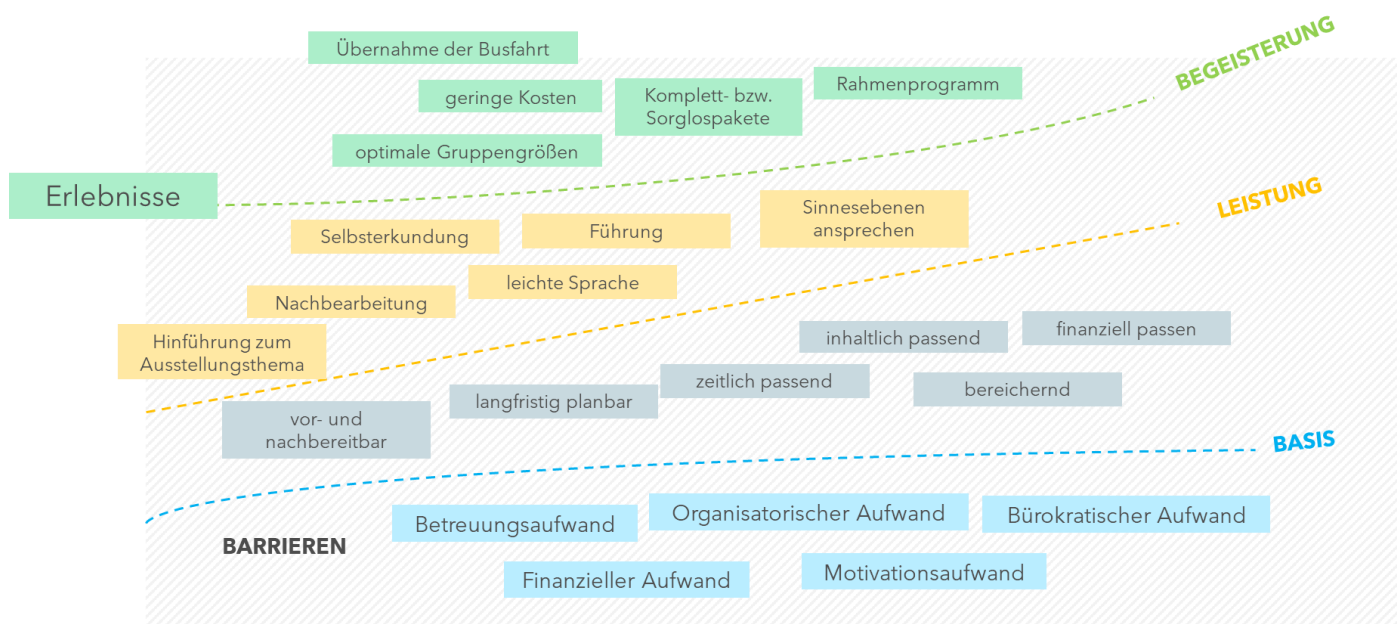 BEGEISTERUNG
Übernahme der Busfahrt
geringe Kosten
Komplett- bzw.
Sorglospakete
Rahmenprogramm
optimale Gruppengrößen
Erlebnisse
LEISTUNG
Selbsterkundung
Führung
Sinnesebenen
ansprechen
Nachbearbeitung
leichte Sprache
Hinführung zum
Ausstellungsthema
inhaltlich passend
finanziell passen
zeitlich passend
bereichernd
langfristig planbar
vor- und
nachbereitbar
BASIS
BARRIEREN
Betreuungsaufwand
Organisatorischer Aufwand
Bürokratischer Aufwand
Finanzieller Aufwand
Motivationsaufwand